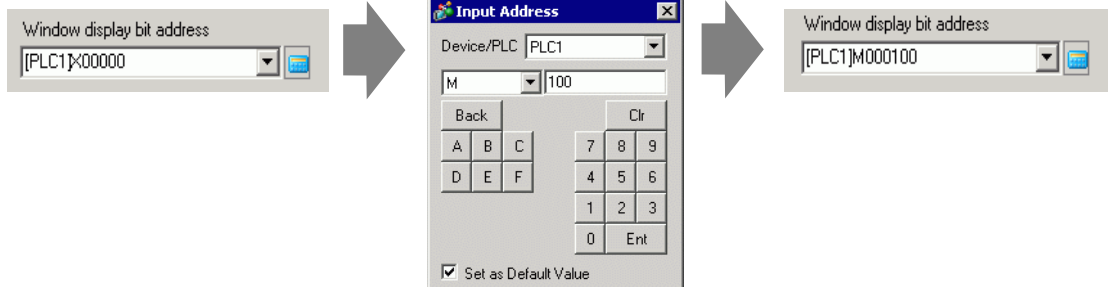 Window display bit address
[PLC1]X00000
Input Address
Device/PLC PLC1
M 100
Back Clr
A B C 7 8 9
D E F 4 5 6
1 2 3
0 Ent
Set as Default Value
Window display bit address
[PLC1]M000100